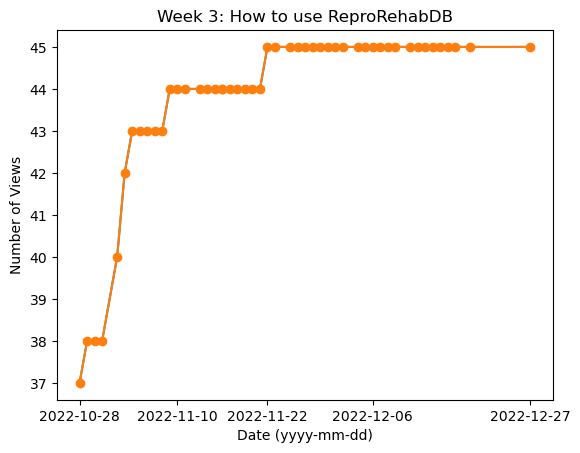 Week 3: How to use ReproRehabDB
Number of Views
45
44
43
42
41
40
39
38
37
2022-10-28 2022-11-10 2022-11-22 2022-12-06 2022-12-27
Date (yyyy-mm-dd)